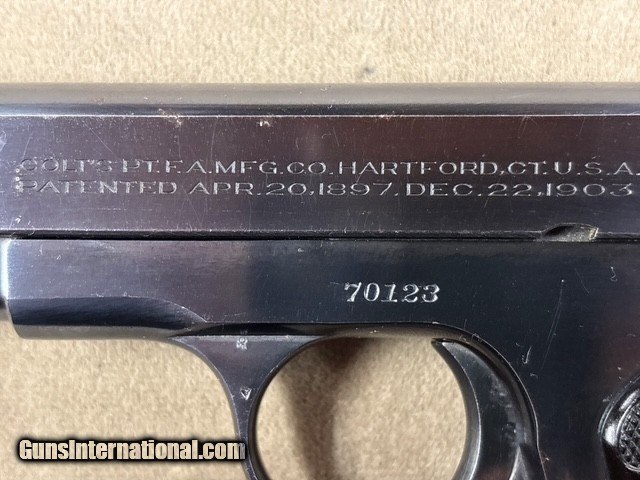 COLT'S PT. F.A. MFG. CO. HARTFORD, CT. U.S.A.
PATENTED APR. 20, 1897. DEC. 22, 1903
70123
GunsInternational.com